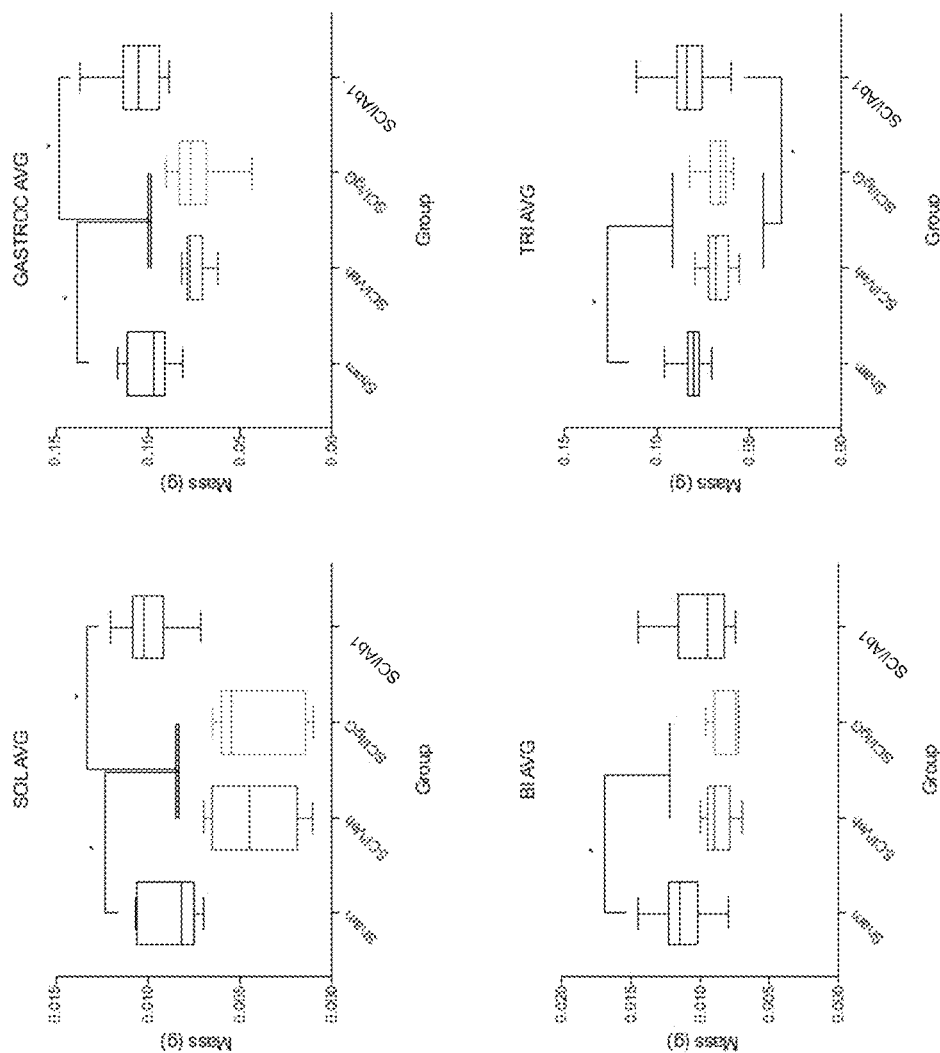 SOL AVG
Mass (g)
0.015
0.010
0.005
0.000
Sham
SCI/Veh
SCI/IgG
SCI/Ab1
Group
GASTROC AVG
Mass (g)
0.15
0.10
0.05
0.00
Sham
SCI/Veh
SCI/IgG
SCI/Ab1
Group
BI AVG
Mass (g)
0.020
0.015
0.010
0.005
0.000
Sham
SCI/Veh
SCI/IgG
SCI/Ab1
Group
TRI AVG
Mass (g)
0.15
0.10
0.05
0.00
Sham
SCI/Veh
SCI/IgG
SCI/Ab1
Group